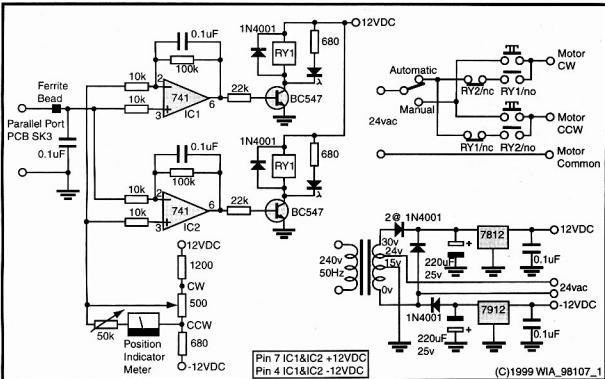 1N4001
RY1
680
12VDC
0.1uF
100k
10k
10k
2
3
741
6
IC1
22k
BC547
Ferrite
Bead
Parallel Port
PCB SK3
0.1uF
Automatic
Manual
24vac
RY2/nc
RY1/no
Motor
CW
RY1/nc
RY2/no
Motor
CCW
Motor
Common
1N4001
RY1
680
0.1uF
100k
10k
10k
2
3
741
6
IC2
22k
BC547
12VDC
1200
CW
500
CCW
680
-12VDC
50k
Position
Indicator
Meter
240v
50Hz
30v
24v
15v
0v
2@ 1N4001
+
220uF
25v
7812
0.1uF
12VDC
24vac
-12VDC
1N4001
7912
0.1uF
+
220uF
25v
Pin 7 IC1&IC2 +12VDC
Pin 4 IC1&IC2 -12VDC
(C)1999 WIA_98107_1